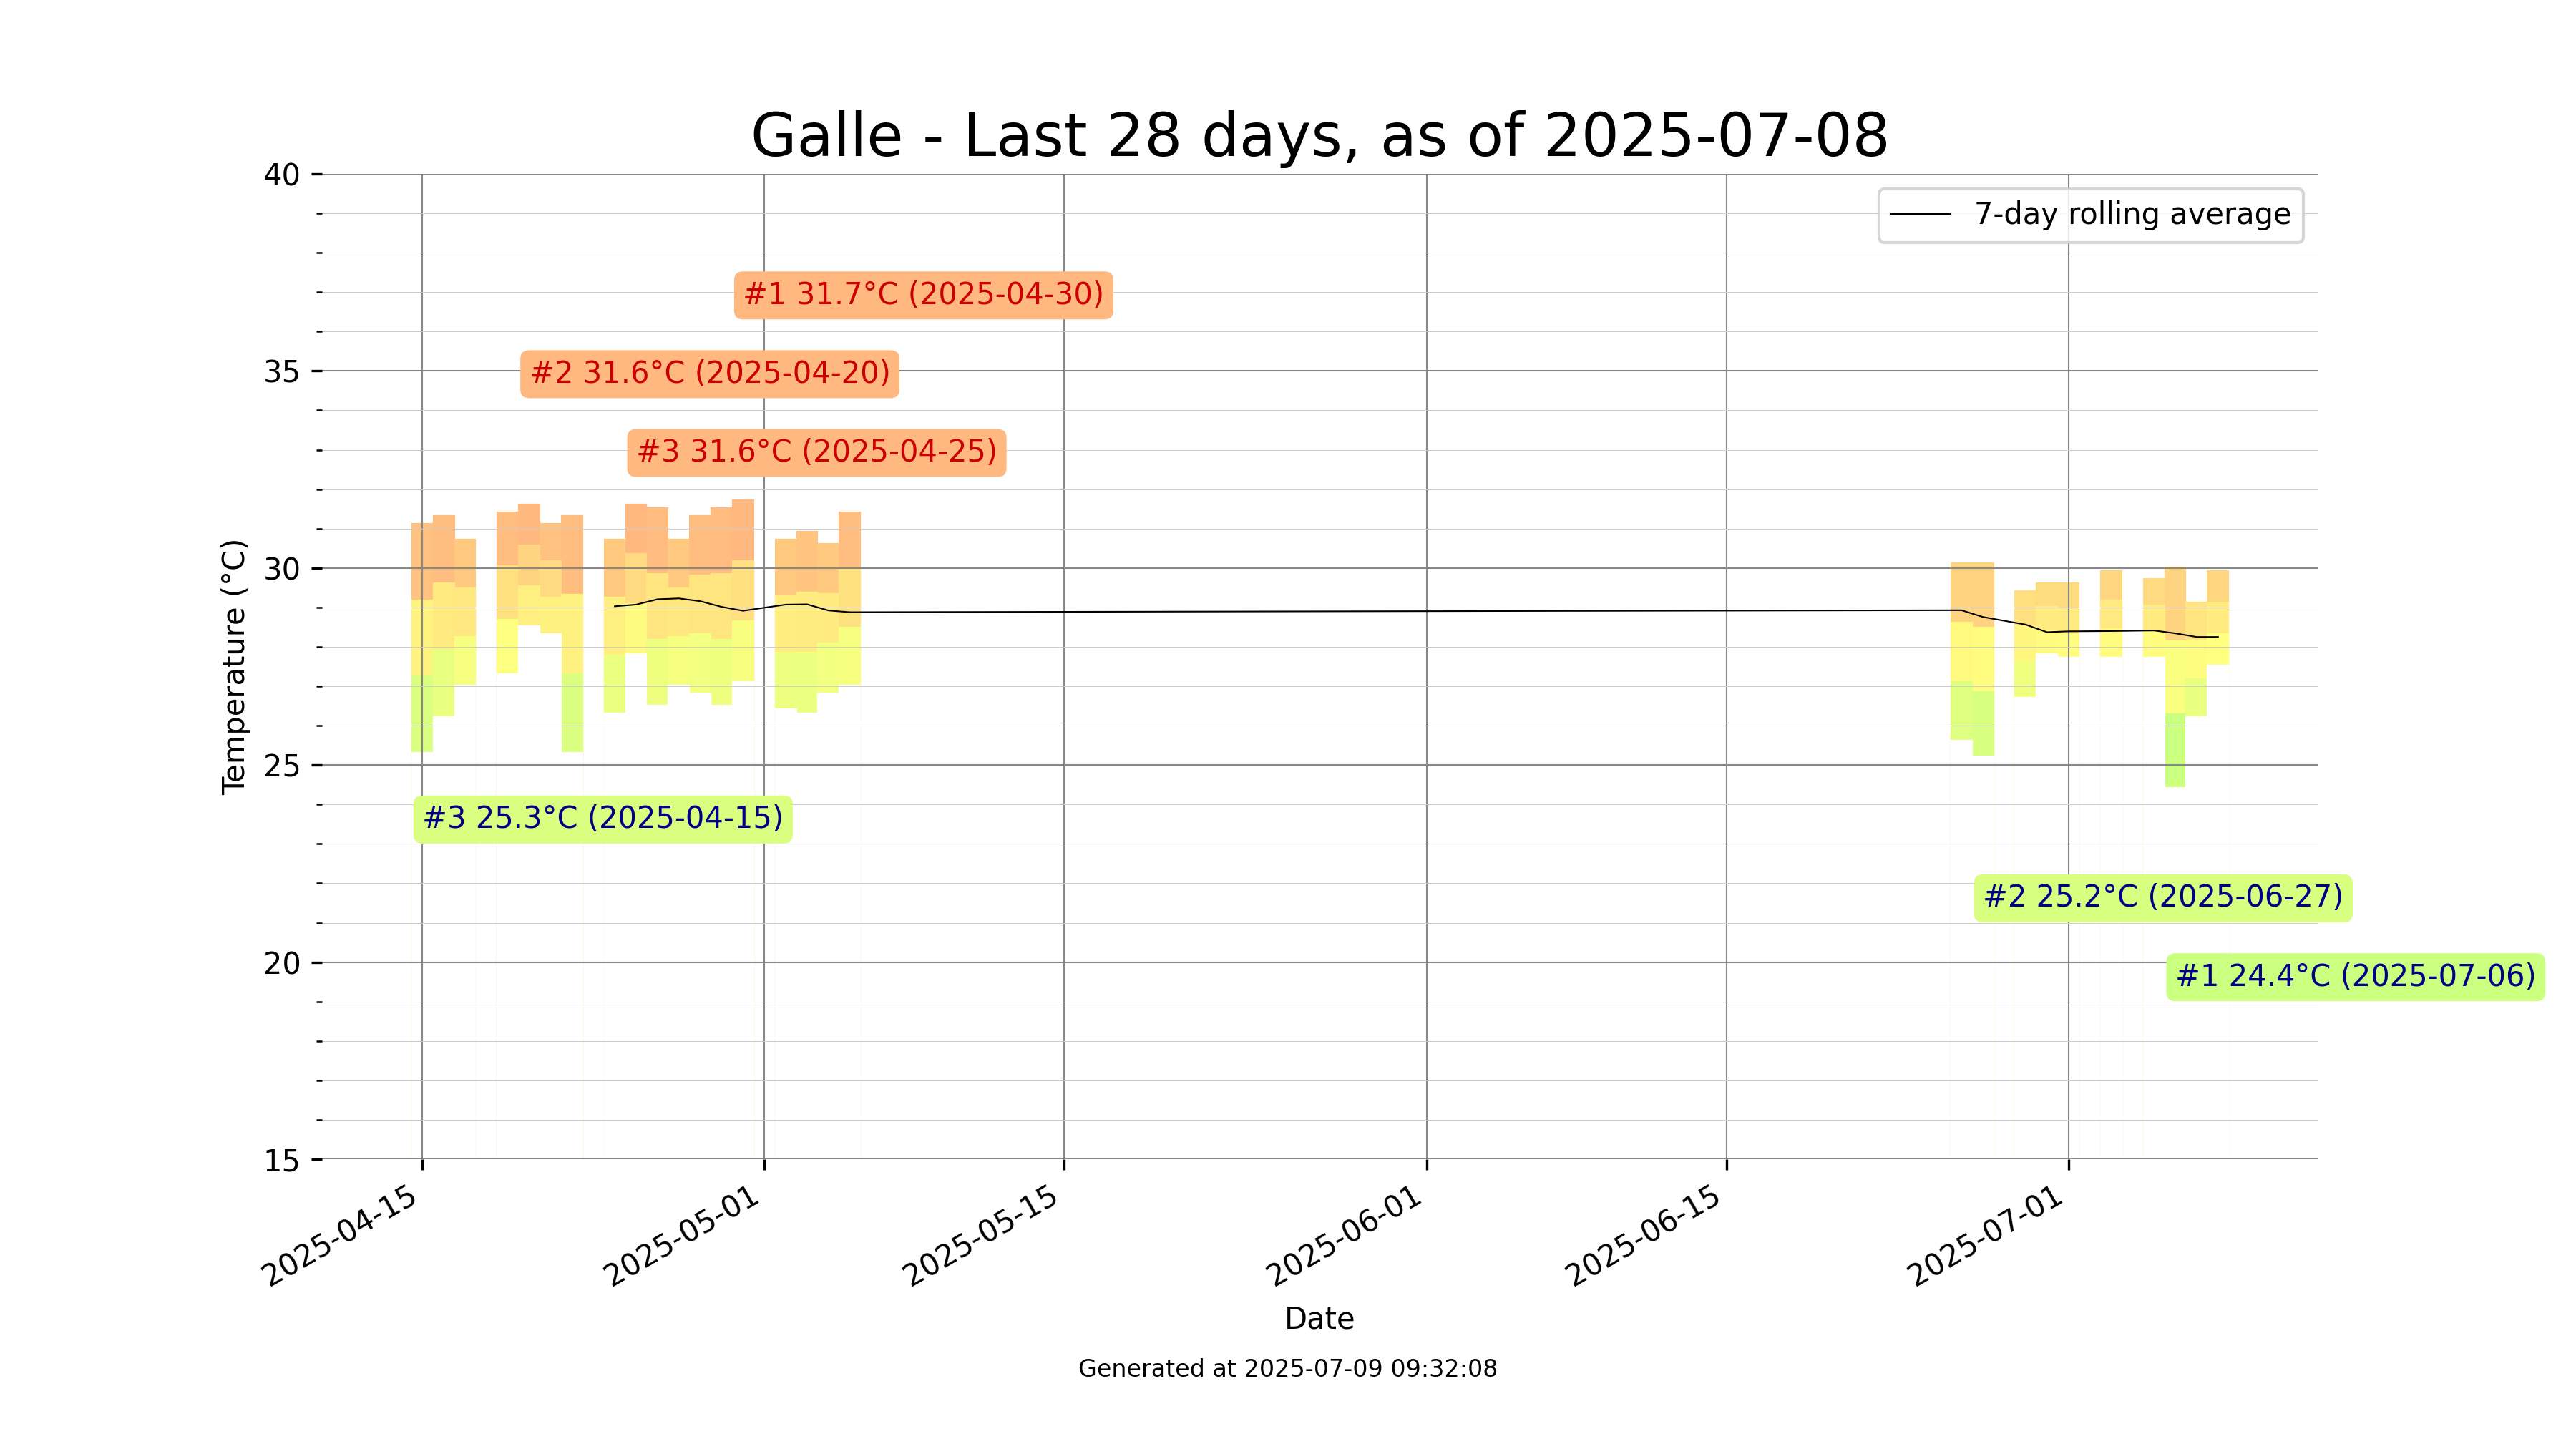 Galle - Last 28 days, as of 2025-07-08
7-day rolling average
#1 31.7°C (2025-04-30)
#2 31.6°C (2025-04-20)
#3 31.6°C (2025-04-25)
#3 25.3°C (2025-04-15)
#2 25.2°C (2025-06-27)
#1 24.4°C (2025-07-06)
Temperature (°C)
40
35
30
25
20
15
2025-04-15
2025-05-01
2025-05-15
2025-06-01
2025-06-15
2025-07-01
Date
Generated at 2025-07-09 09:32:08